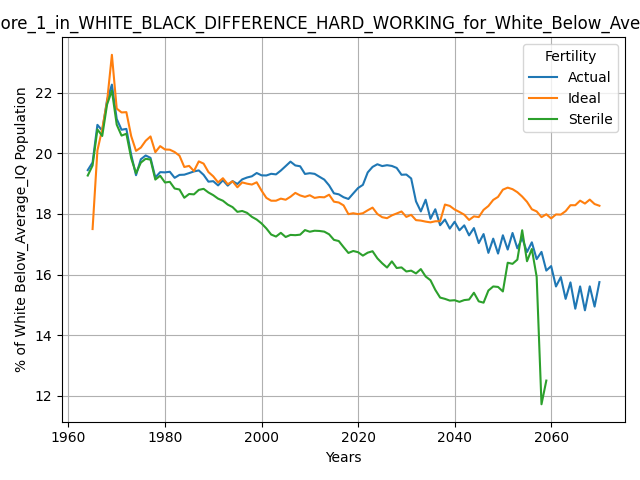 ore_1_in_WHITE_BLACK_DIFFERENCE_HARD_WORKING_for_White_Below_Ave
Fertility
Actual
Ideal
Sterile
% of White Below_Average_IQ Population
22
20
18
16
14
12
1960
1980
2000
2020
2040
2060
Years